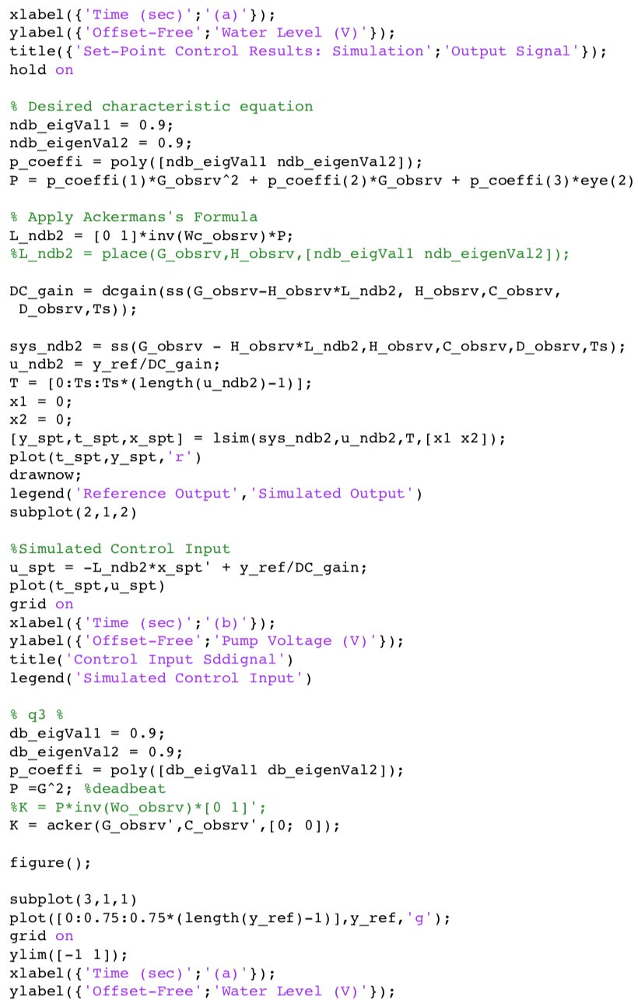 xlabel({'Time (sec)';'(a)'});
ylabel({'Offset-Free';'Water Level (V)'});
title({'Set-Point Control Results: Simulation';'Output Signal'});
hold on

% Desired characteristic equation
ndb_eigVal1 = 0.9;
ndb_eigenVal2 = 0.9;
p_coeffi = poly([ndb_eigVal1 ndb_eigenVal2]);
P = p_coeffi(1)*G_obsrv^2 + p_coeffi(2)*G_obsrv + p_coeffi(3)*eye(2)

% Apply Ackermans's Formula
L_ndb2 = [0 1]*inv(Wc_obsrv)*P;
%L_ndb2 = place(G_obsrv,H_obsrv,[ndb_eigVal1 ndb_eigenVal2]);

DC_gain = dcgain(ss(G_obsrv-H_obsrv*L_ndb2, H_obsrv,C_obsrv,
 D_obsrv,Ts));

sys_ndb2 = ss(G_obsrv - H_obsrv*L_ndb2,H_obsrv,C_obsrv,D_obsrv,Ts);
u_ndb2 = y_ref/DC_gain;
T = [0:Ts:Ts*(length(u_ndb2)-1)];
x1 = 0;
x2 = 0;
[y_spt,t_spt,x_spt] = lsim(sys_ndb2,u_ndb2,T,[x1 x2]);
plot(t_spt,y_spt,'r')
drawnow;
legend('Reference Output','Simulated Output')
subplot(2,1,2)

%Simulated Control Input
u_spt = -L_ndb2*x_spt' + y_ref/DC_gain;
plot(t_spt,u_spt)
grid on
xlabel({'Time (sec)';'(b)'});
ylabel({'Offset-Free';'Pump Voltage (V)'});
title('Control Input Sddignal')
legend('Simulated Control Input')

% q3 %
db_eigVal1 = 0.9;
db_eigenVal2 = 0.9;
p_coeffi = poly([db_eigVal1 db_eigenVal2]);
P =G^2; %deadbeat
%K = P*inv(Wo_obsrv)*[0 1]';
K = acker(G_obsrv',C_obsrv',[0; 0]);

figure();

subplot(3,1,1)
plot([0:0.75:0.75*(length(y_ref)-1)],y_ref,'g');
grid on
ylim([-1 1]);
xlabel({'Time (sec)';'(a)'});
ylabel({'Offset-Free';'Water Level (V)'});